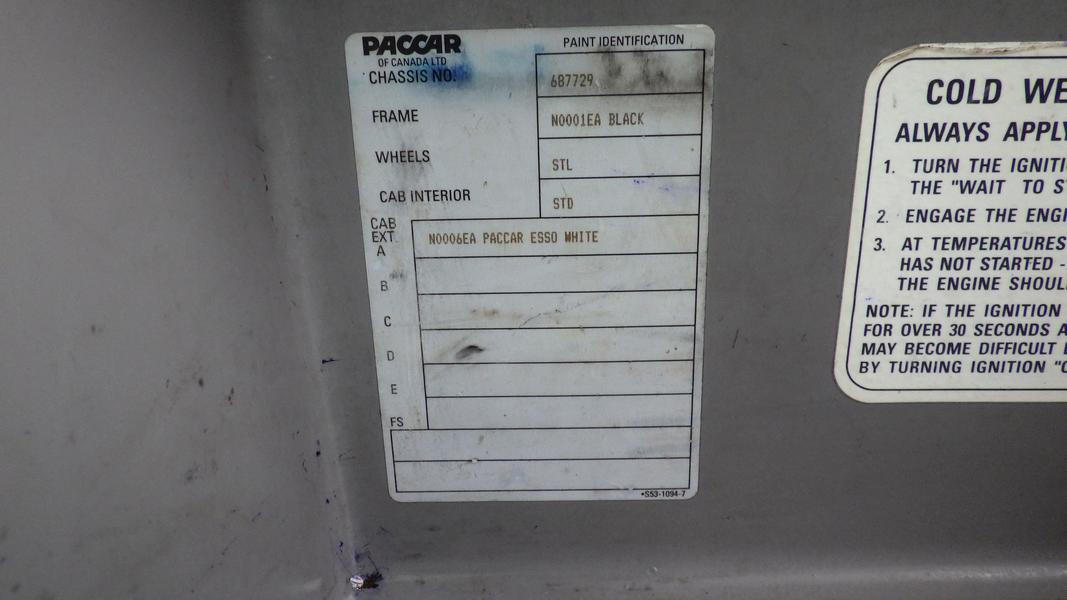 PACCAR
OF CANADA LTD
PAINT IDENTIFICATION
CHASSIS NO. 687729
FRAME N0001EA BLACK
WHEELS STL
CAB INTERIOR STD
CAB
EXT
A N0006EA PACCAR ESSO WHITE
B
C
D
E
FS
•S53-1094-7
COLD WE
ALWAYS APPLY
1. TURN THE IGNITI
THE "WAIT TO S
2. ENGAGE THE ENGI
3. AT TEMPERATURES
HAS NOT STARTED -
THE ENGINE SHOUL
NOTE: IF THE IGNITION
FOR OVER 30 SECONDS A
MAY BECOME DIFFICULT
BY TURNING IGNITION "O